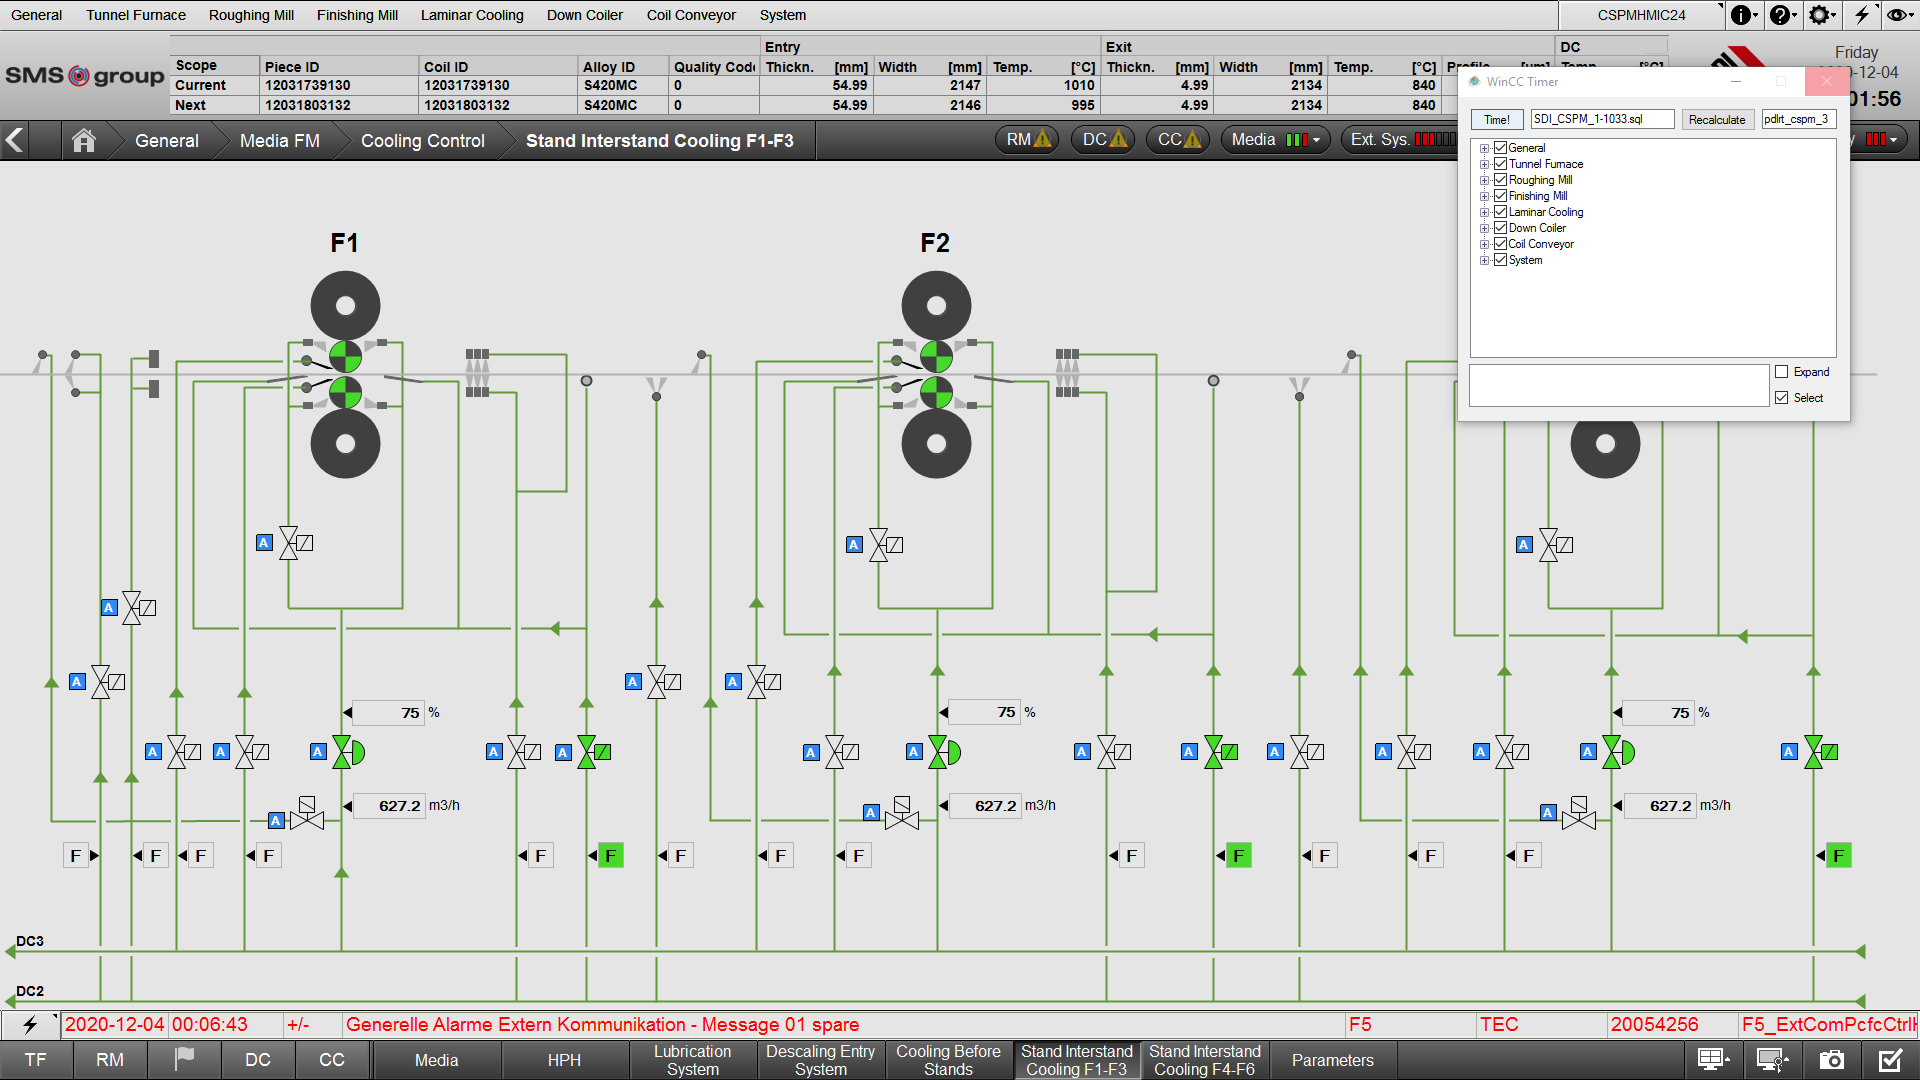 General Tunnel Furnace Roughing Mill Finishing Mill Laminar Cooling Down Coiler Coil Conveyor System CSPMHMIC24
SMS group
Entry Exit DC
Scope Piece ID Coil ID Alloy ID Quality Code Thickn. [mm] Width [mm] Temp. [°C] Thickn. [mm] Width [mm] Temp. [°C]
Current 12031739130 12031739130 S420MC 0 54.99 2147 1010 4.99 2134 840
Next 12031803132 12031803132 S420MC 0 54.99 2146 995 4.99 2134 840
Friday
-12-04
01:56
General Media FM Cooling Control Stand Interstand Cooling F1-F3 RM DC CC Media Ext. Sys.
WinCC Timer
Time! SDI_CSPM_1-1033.sql Recalculate pdlrt_cspm_3
General
Tunnel Furnace
Roughing Mill
Finishing Mill
Laminar Cooling
Down Coiler
Coil Conveyor
System
Expand
Select
F1 F2
A A A
A
A A A
75 % 75 % 75 %
A A A A A A A A A A A A A
A 627.2 m3/h A 627.2 m3/h A 627.2 m3/h
F F F F F F F F F F F F F F F
DC3
DC2
2020-12-04 00:06:43 +/- Generelle Alarme Extern Kommunikation - Message 01 spare F5 TEC 20054256 F5_ExtComPcfcCtrl
TF RM DC CC Media HPH Lubrication System Descaling Entry System Cooling Before Stands Stand Interstand Cooling F1-F3 Stand Interstand Cooling F4-F6 Parameters